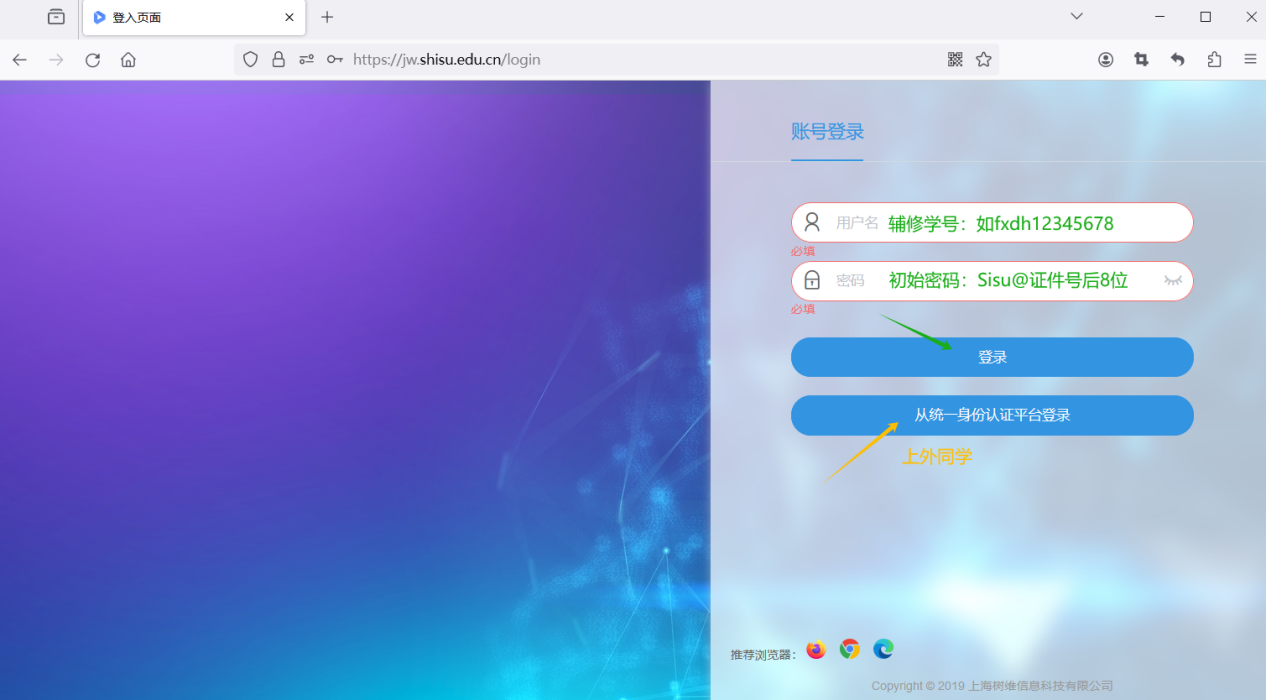 登入页面
https://jw.shisu.edu.cn/login
账号登录
用户名 辅修学号：如fxdh12345678
必填
密码 初始密码：Sisu@证件号后8位
必填
登录
从统一身份认证平台登录
上外同学
推荐浏览器：
Copyright © 2019 上海树维信息科技有限公司